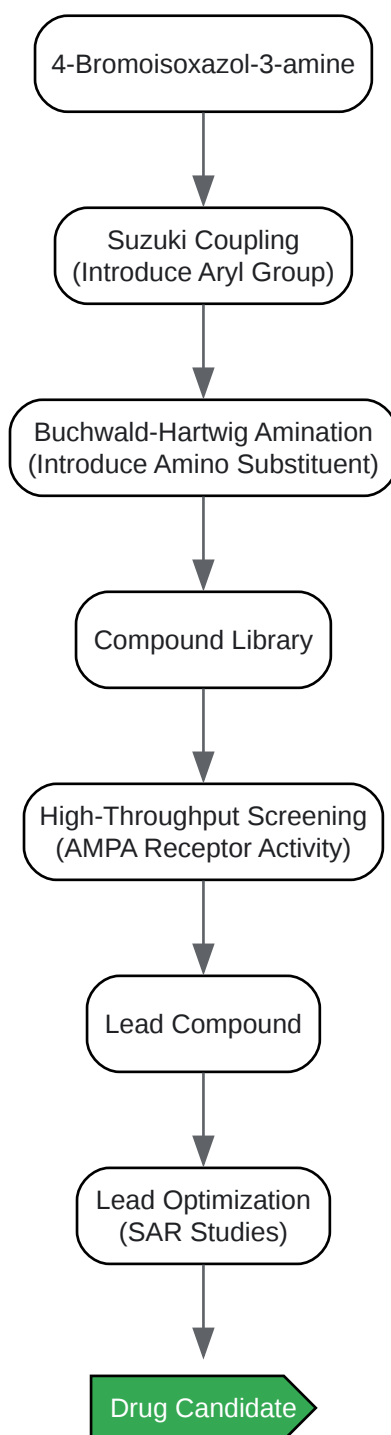 4-Bromoisoxazol-3-amine
Suzuki Coupling
(Introduce Aryl Group)
Buchwald-Hartwig Amination
(Introduce Amino Substituent)
Compound Library
High-Throughput Screening
(AMPA Receptor Activity)
Lead Compound
Lead Optimization
(SAR Studies)
Drug Candidate